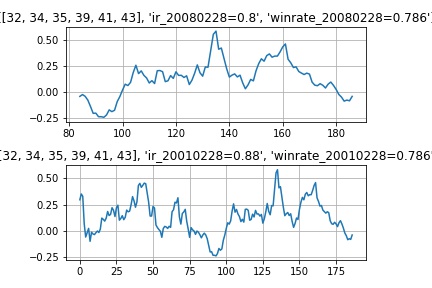 [32, 34, 35, 39, 41, 43], 'ir_20080228=0.8', 'winrate_20080228=0.786'
0.50
0.25
0.00
−0.25
80 100 120 140 160 180
[32, 34, 35, 39, 41, 43], 'ir_20010228=0.88', 'winrate_20010228=0.786'
0.50
0.25
0.00
−0.25
0 25 50 75 100 125 150 175